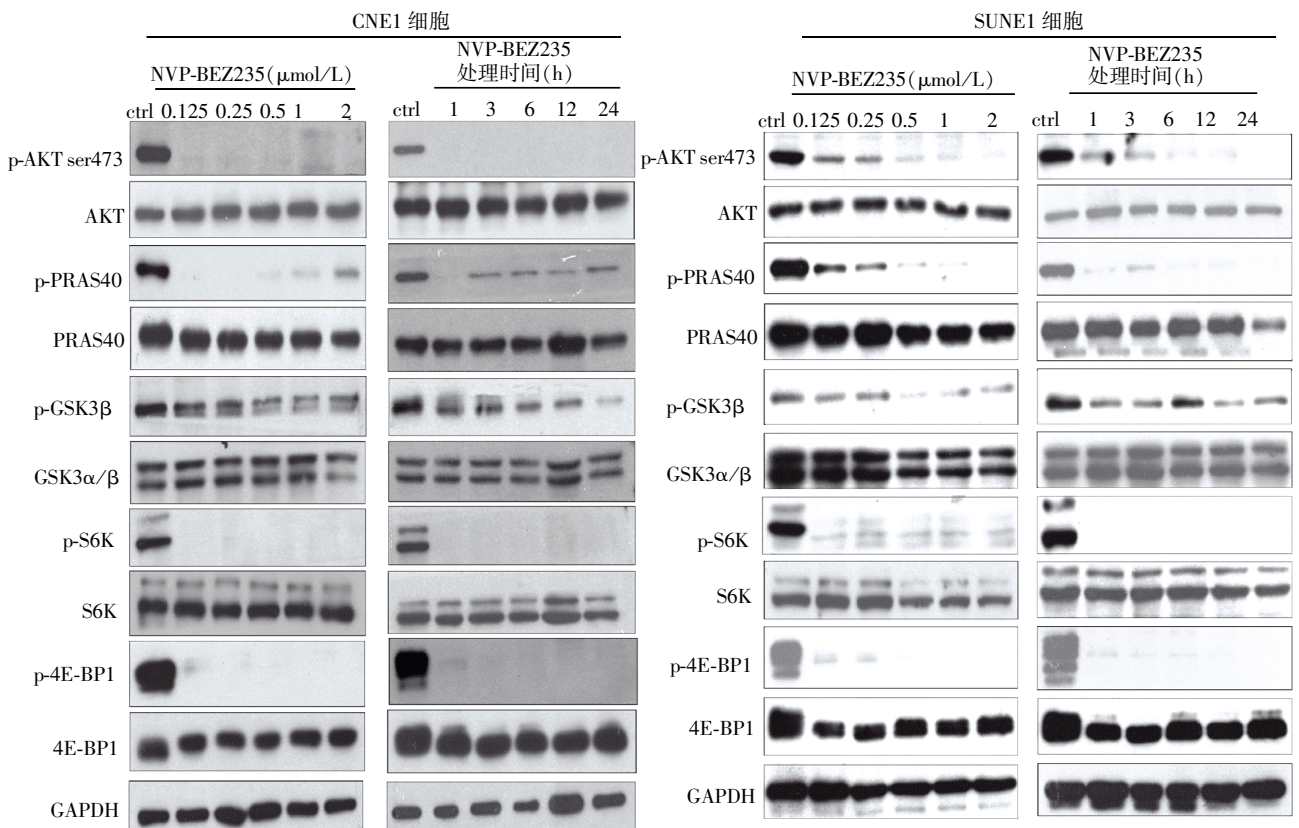 CNE1 细胞
NVP-BEZ235(μmol/L)
ctrl 0.125 0.25 0.5 1 2
NVP-BEZ235
处理时间(h)
ctrl 1 3 6 12 24
SUNE1 细胞
NVP-BEZ235(μmol/L)
ctrl 0.125 0.25 0.5 1 2
NVP-BEZ235
处理时间(h)
ctrl 1 3 6 12 24
p-AKT ser473
AKT
p-PRAS40
PRAS40
p-GSK3β
GSK3α/β
p-S6K
S6K
p-4E-BP1
4E-BP1
GAPDH
p-AKT ser473
AKT
p-PRAS40
PRAS40
p-GSK3β
GSK3α/β
p-S6K
S6K
p-4E-BP1
4E-BP1
GAPDH